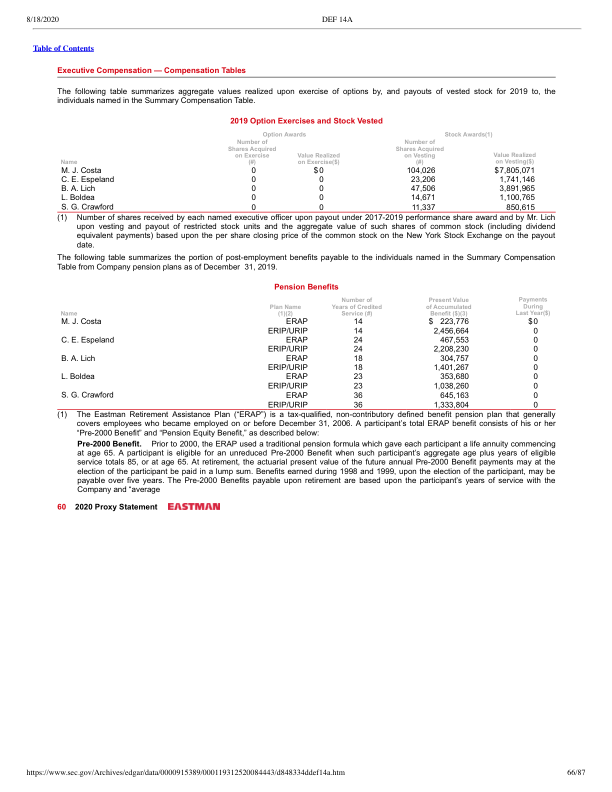 8/18/2020 DEF 14A
Table of Contents
Executive Compensation — Compensation Tables
The following table summarizes aggregate values realized upon exercise of options by, and payouts of vested stock for 2019 to, the
individuals named in the Summary Compensation Table.
2019 Option Exercises and Stock Vested
Option Awards Stock Awards(1)
Name Number of Shares Acquired on Exercise (#) Value Realized on Exercise($) Number of Shares Acquired on Vesting (#) Value Realized on Vesting($)
M. J. Costa 0 $0 104,026 $7,805,071
C. E. Espeland 0 0 23,206 1,741,146
B. A. Lich 0 0 47,506 3,891,965
L. Boldea 0 0 14,671 1,100,765
S. G. Crawford 0 0 11,337 850,615
(1) Number of shares received by each named executive officer upon payout under 2017-2019 performance share award and by Mr. Lich
upon vesting and payout of restricted stock units and the aggregate value of such shares of common stock (including dividend
equivalent payments) based upon the per share closing price of the common stock on the New York Stock Exchange on the payout
date.
The following table summarizes the portion of post-employment benefits payable to the individuals named in the Summary Compensation
Table from Company pension plans as of December 31, 2019.
Pension Benefits
Name Plan Name (1)(2) Number of Years of Credited Service (#) Present Value of Accumulated Benefit ($)(3) Payments During Last Year($)
M. J. Costa ERAP 14 $ 223,776 $0
ERIP/URIP 14 2,456,664 0
C. E. Espeland ERAP 24 467,553 0
ERIP/URIP 24 2,208,230 0
B. A. Lich ERAP 18 304,757 0
ERIP/URIP 18 1,401,267 0
L. Boldea ERAP 23 353,680 0
ERIP/URIP 23 1,038,260 0
S. G. Crawford ERAP 36 645,163 0
ERIP/URIP 36 1,333,804 0
(1) The Eastman Retirement Assistance Plan ("ERAP") is a tax-qualified, non-contributory defined benefit pension plan that generally
covers employees who became employed on or before December 31, 2006. A participant's total ERAP benefit consists of his or her
"Pre-2000 Benefit" and "Pension Equity Benefit," as described below:
Pre-2000 Benefit. Prior to 2000, the ERAP used a traditional pension formula which gave each participant a life annuity commencing
at age 65. A participant is eligible for an unreduced Pre-2000 Benefit when such participant's aggregate age plus years of eligible
service totals 85, or at age 65. At retirement, the actuarial present value of the future annual Pre-2000 Benefit payments may at the
election of the participant be paid in a lump sum. Benefits earned during 1998 and 1999, upon the election of the participant, may be
payable over five years. The Pre-2000 Benefits payable upon retirement are based upon the participant's years of service with the
Company and "average
60 2020 Proxy Statement EASTMAN
https://www.sec.gov/Archives/edgar/data/0000915389/000119312520084443/d848334ddef14a.htm 66/87